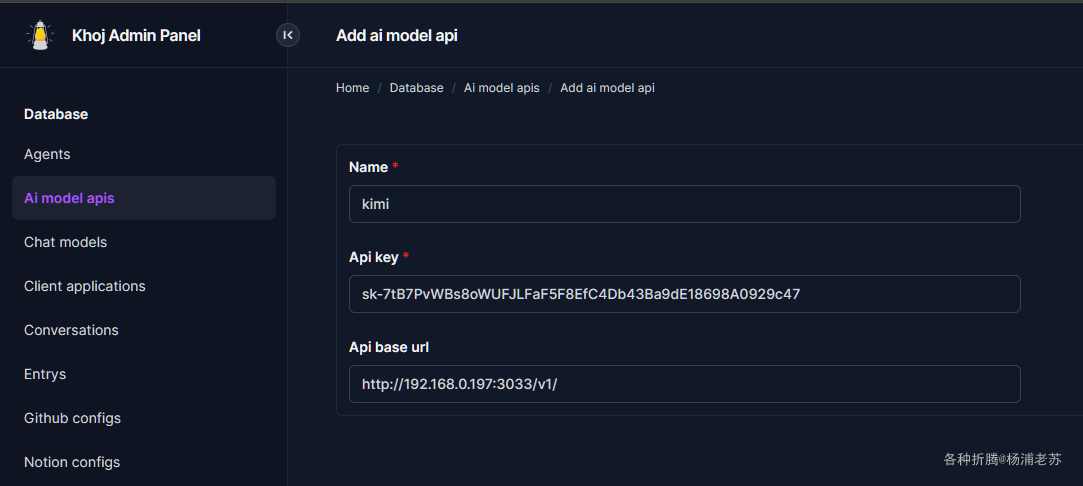 Khoj Admin Panel
Add ai model api
Home / Database / Ai model apis / Add ai model api
Database
Agents
Ai model apis
Chat models
Client applications
Conversations
Entrys
Github configs
Notion configs
Name *
kimi
Api key *
sk-7tB7PvWBs8oWUFJLFaF5F8EfC4Db43Ba9dE18698A0929c47
Api base url
http://192.168.0.197:3033/v1/
各种折腾@杨浦老苏